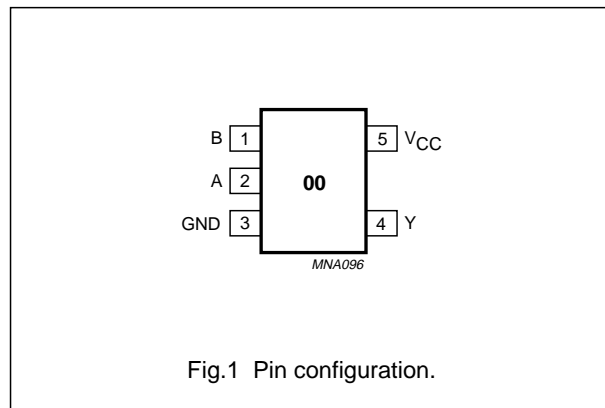 B 1 5 VCC
A 2 00
GND 3 4 Y
MNA096
Fig.1 Pin configuration.